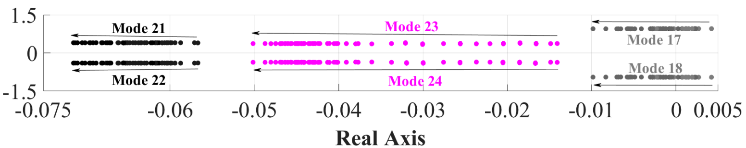 1.5
Mode 21
Mode 23
Mode 17
0
Mode 22
Mode 24
Mode 18
-1.5
-0.075
-0.06
-0.05
-0.04
-0.03
-0.02
-0.01
0
0.005
Real Axis